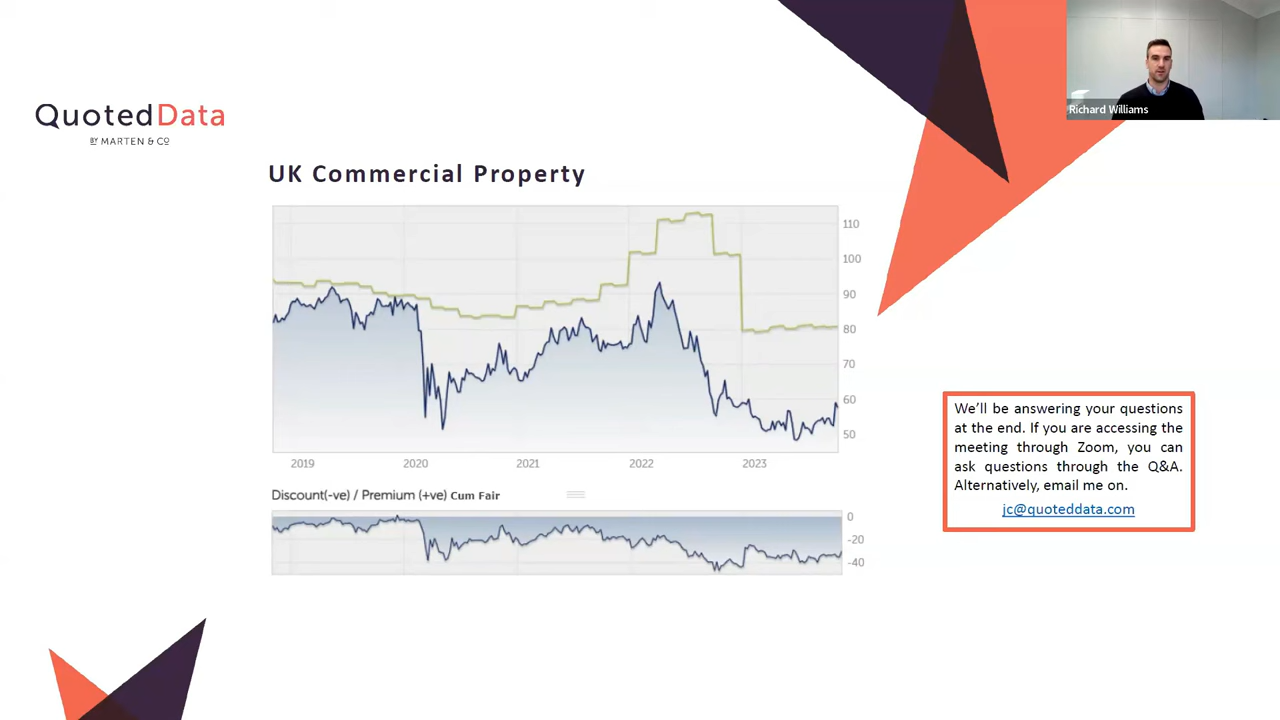 Richard Williams
QuotedData
BY MARTEN & CO
UK Commercial Property
110
100
90
80
70
60
50
2019 2020 2021 2022 2023
Discount(-ve) / Premium (+ve) Cum Fair
0
-20
-40
We'll be answering your questions
at the end. If you are accessing the
meeting through Zoom, you can
ask questions through the Q&A.
Alternatively, email me on.
jc@quoteddata.com